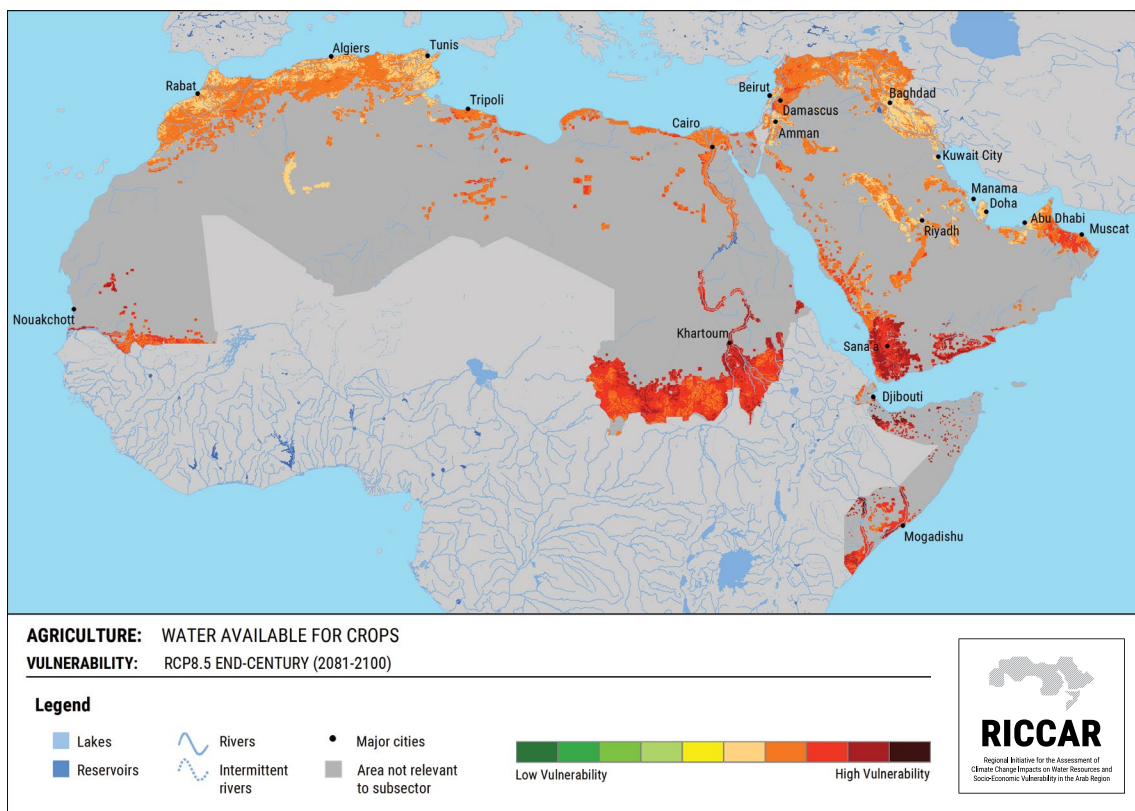 Algiers
Tunis
Rabat
Tripoli
Beirut
Baghdad
Damascus
Cairo
Amman
Kuwait City
Manama
Doha
Abu Dhabi
Riyadh
Muscat
Nouakchott
Khartoum
Sana'a
Djibouti
Mogadishu
AGRICULTURE: WATER AVAILABLE FOR CROPS
VULNERABILITY: RCP8.5 END-CENTURY (2081-2100)
Legend
Lakes
Rivers
Major cities
Reservoirs
Intermittent
rivers
Area not relevant
to subsector
Low Vulnerability
High Vulnerability
RICCAR
Regional Initiative for the Assessment of
Climate Change Impacts on Water Resources and
Socio-Economic Vulnerability in the Arab Region